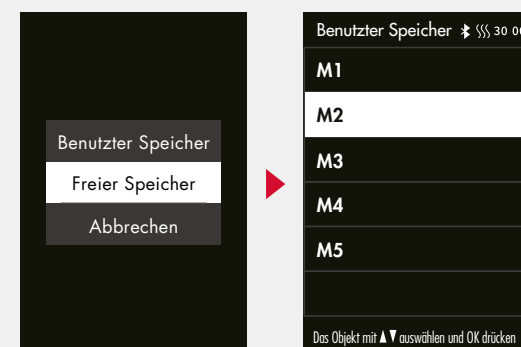 Benutzter Speicher
Freier Speicher
Abbrechen
Benutzter Speicher 30
M1
M2
M3
M4
M5
Das Objekt mit ▲▼ auswählen und OK drücken